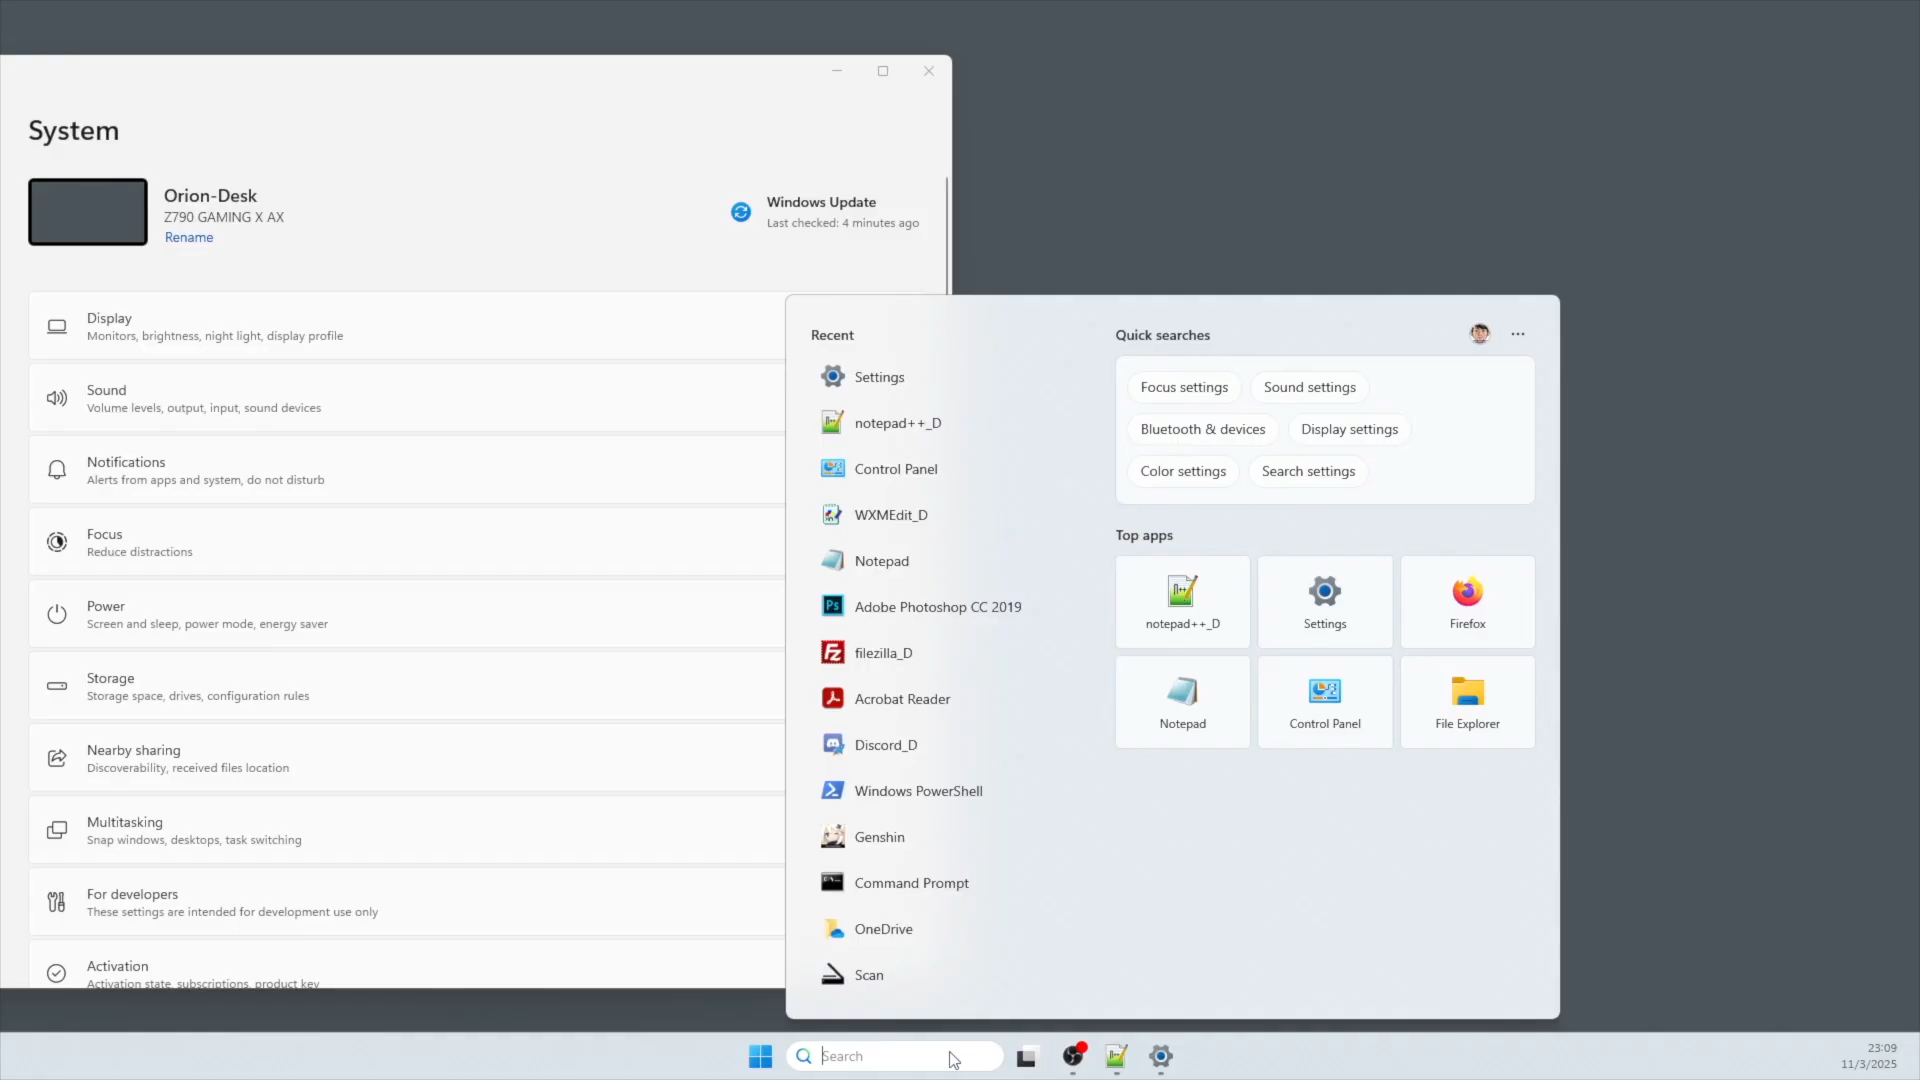 System
Orion-Desk
Z790 GAMING X AX
Rename
Windows Update
Last checked: 4 minutes ago
Display
Monitors, brightness, night light, display profile
Sound
Volume levels, output, input, sound devices
Notifications
Alerts from apps and system, do not disturb
Focus
Reduce distractions
Power
Screen and sleep, power mode, energy saver
Storage
Storage space, drives, configuration rules
Nearby sharing
Discoverability, received files location
Multitasking
Snap windows, desktops, task switching
For developers
These settings are intended for development use only
Activation
Activation state, subscriptions, product key
Recent
Settings
notepad++_D
Control Panel
WXMEdit_D
Notepad
Adobe Photoshop CC 2019
filezilla_D
Acrobat Reader
Discord_D
Windows PowerShell
Genshin
Command Prompt
OneDrive
Scan
Quick searches
Focus settings
Sound settings
Bluetooth & devices
Display settings
Color settings
Search settings
Top apps
notepad++_D
Settings
Firefox
Notepad
Control Panel
File Explorer
Search
23:09
11/3/2025